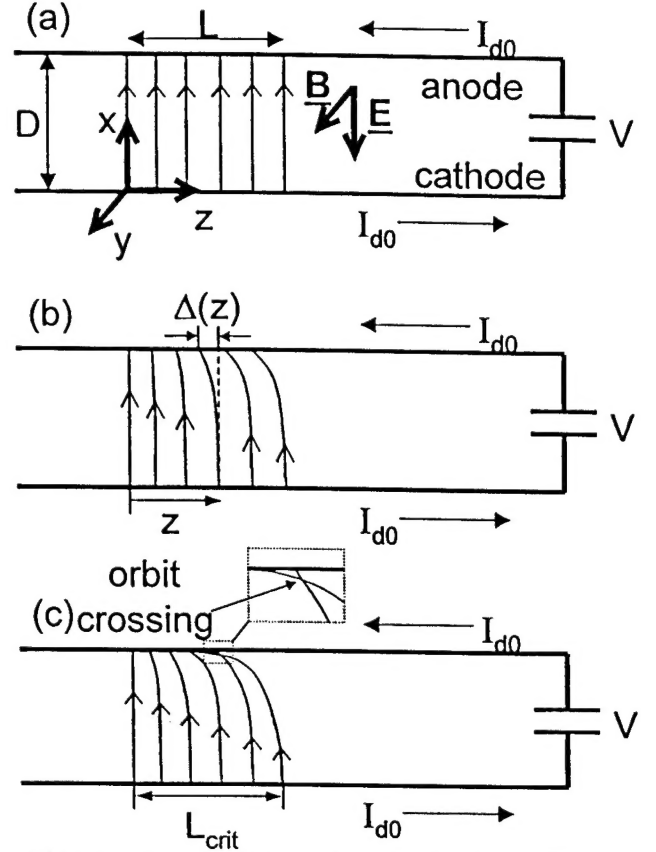 (a)
L
I_d0
D
x
B
E
anode
V
cathode
y
z
I_d0
(b)
Δ(z)
I_d0
V
z
I_d0
orbit
(c) crossing
I_d0
V
L_crit
I_d0